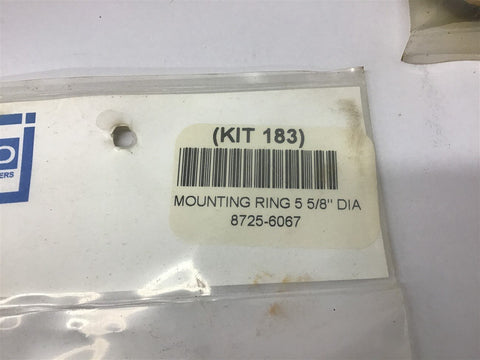 (KIT 183)
MOUNTING RING 5 5/8" DIA
8725-6067